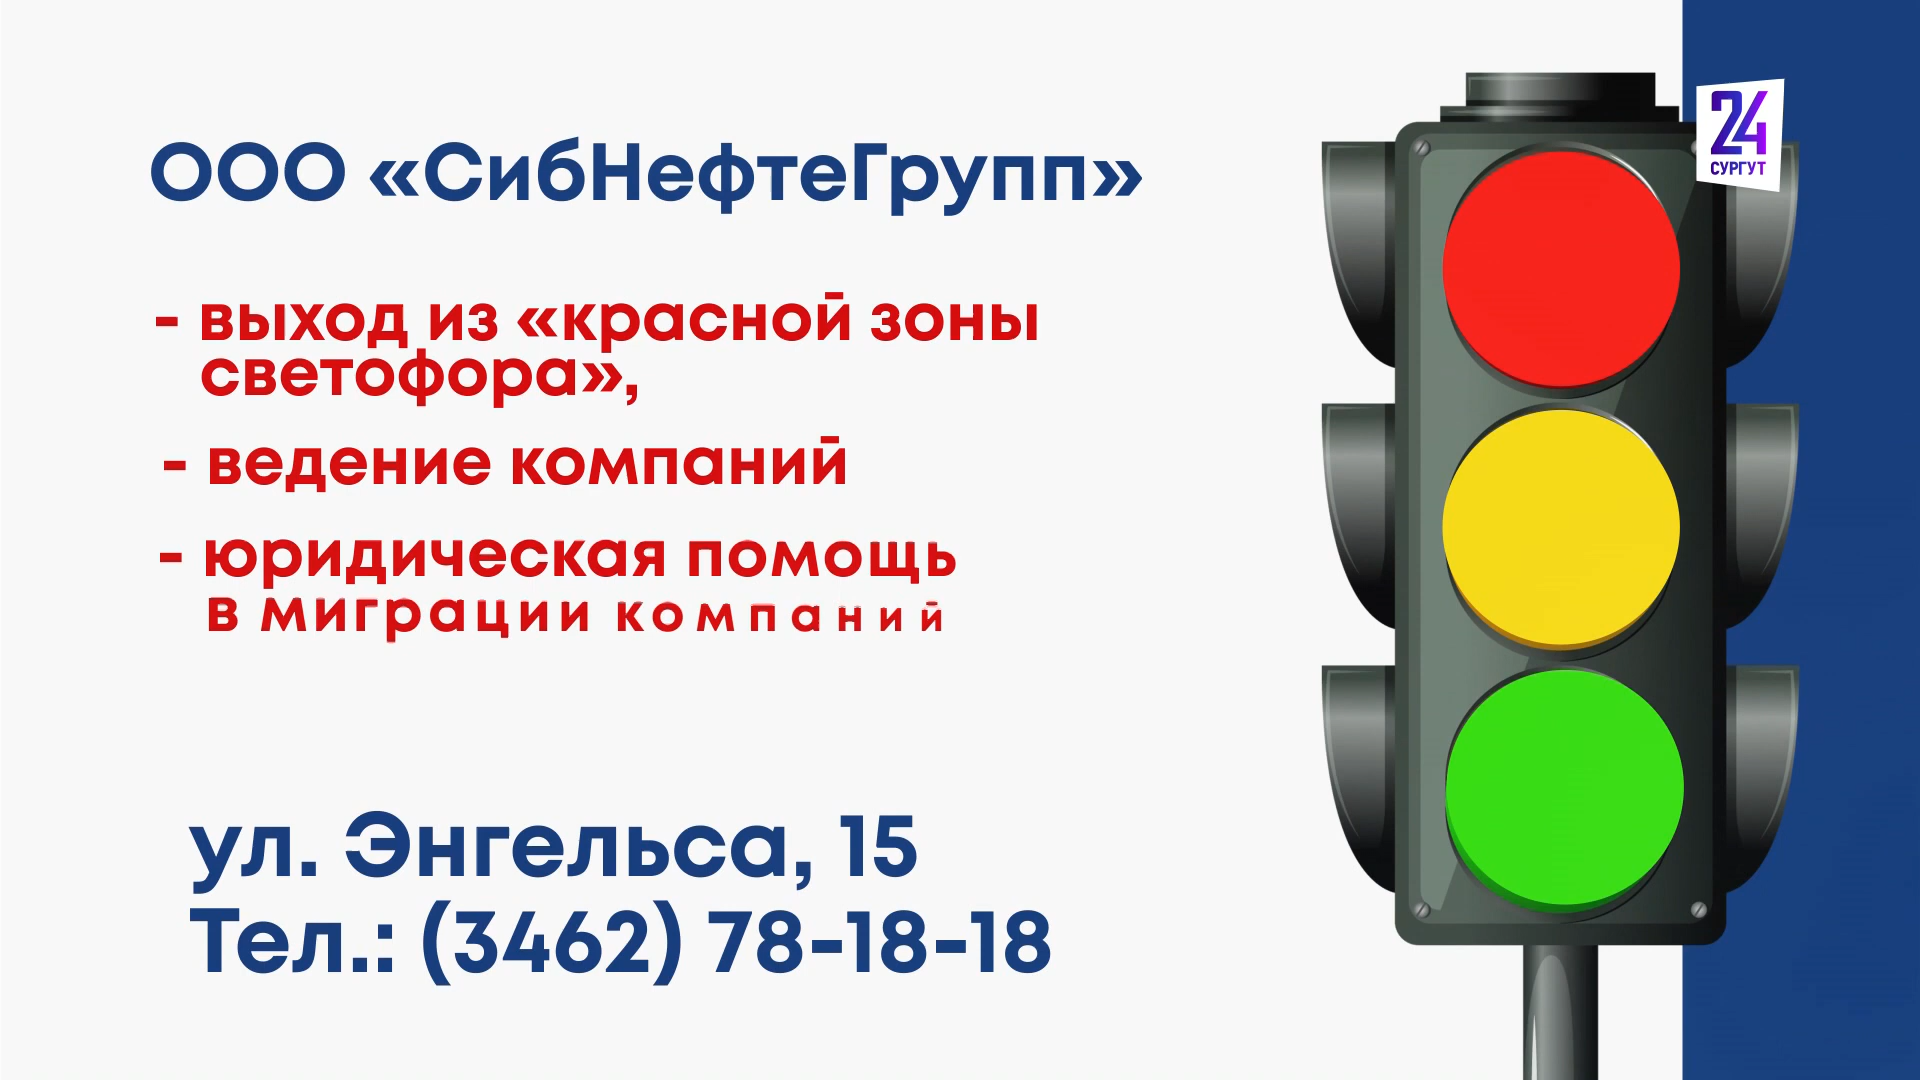 ООО «СибНефтеГрупп»
- выход из «красной зоны
светофора»,
- ведение компаний
- юридическая помощь
в миграции компаний
ул. Энгельса, 15
Тел.: (3462) 78-18-18
24
СУРГУТ